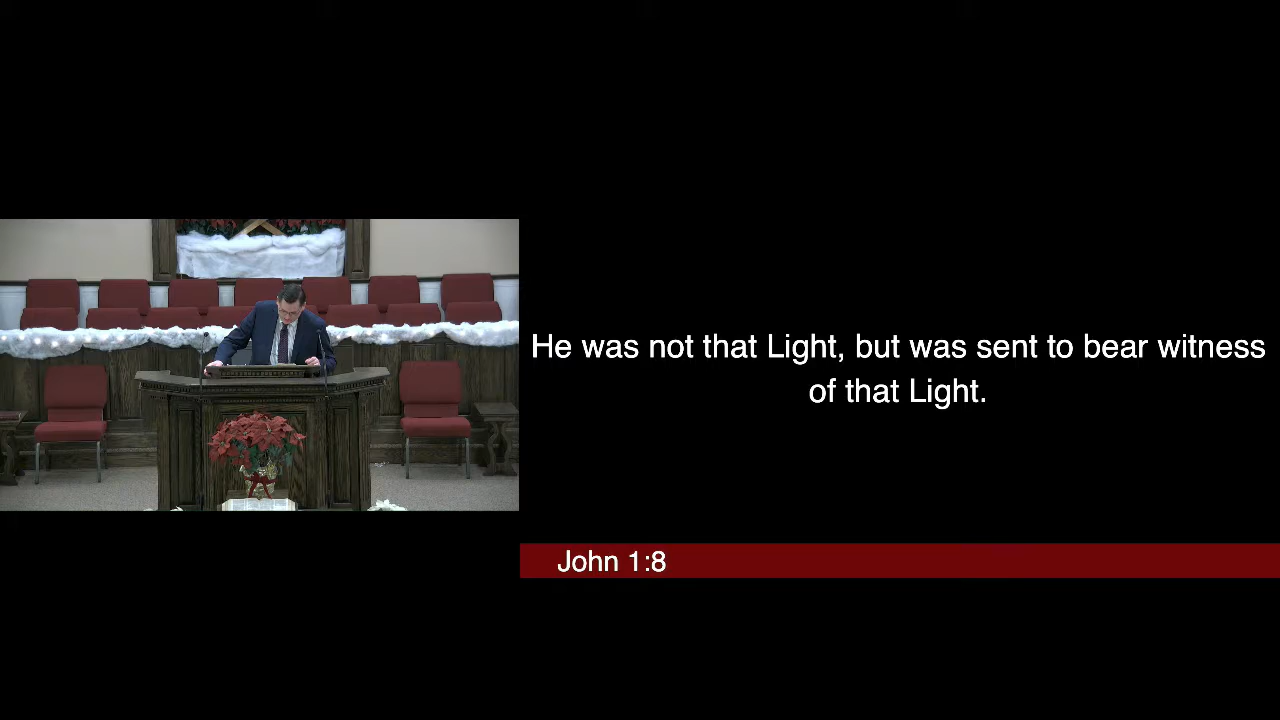 He was not that Light, but was sent to bear witness
of that Light.
John 1:8